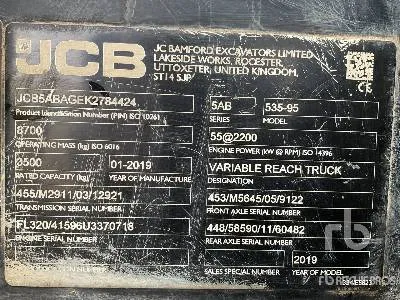 JCB
JC BAMFORD EXCAVATORS LIMITED
LAKESIDE WORKS, ROCESTER,
UTTOXETER, UNITED KINGDOM,
ST14 5JP
JCB5ABAGEK2784424
Product Identification Number (PIN) ISO 10261
5AB 535-95
SERIES MODEL
8700
OPERATING MASS (kg) ISO 6016
55@2200
ENGINE POWER (kW @ RPM) ISO 14396
3500 01-2019
RATED CAPACITY (kg) YEAR OF MANUFACTURE
VARIABLE REACH TRUCK
DESIGNATION
455/M2911/03/12921
TRANSMISSION SERIAL NUMBER
453/M5645/05/9122
FRONT AXLE SERIAL NUMBER
FL320/41596U3370718
ENGINE SERIAL NUMBER
448/58590/11/60482
REAR AXLE SERIAL NUMBER
2019
SALES SPECIAL NUMBER YEAR OF MODEL
CE
rb